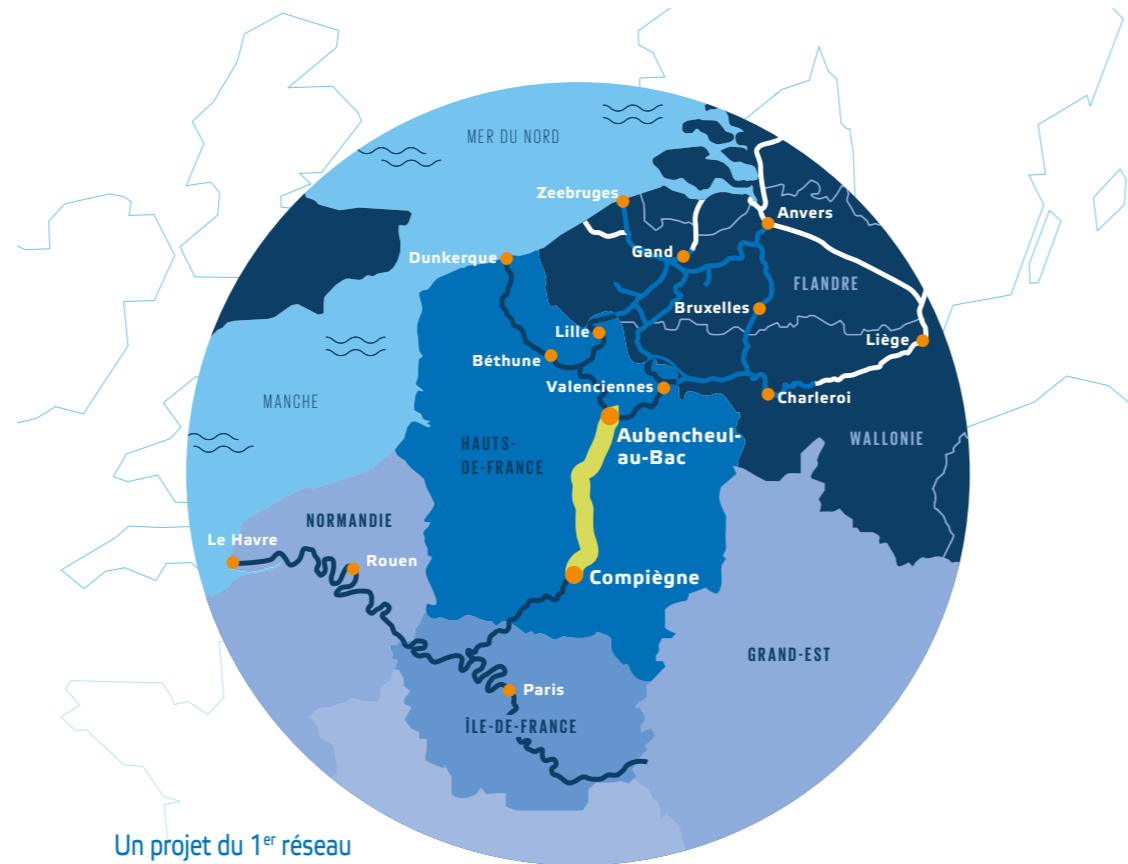 MER DU NORD
Zeebruges
Anvers
Gand
Dunkerque
FLANDRE
Bruxelles
Lille
Liège
Béthune
Valenciennes
Charleroi
MANCHE
Aubencheul-
au-Bac
HAUTS-
DE-FRANCE
WALLONIE
NORMANDIE
Le Havre
Rouen
Compiègne
GRAND-EST
Paris
ÎLE-DE-FRANCE
Un projet du 1er réseau